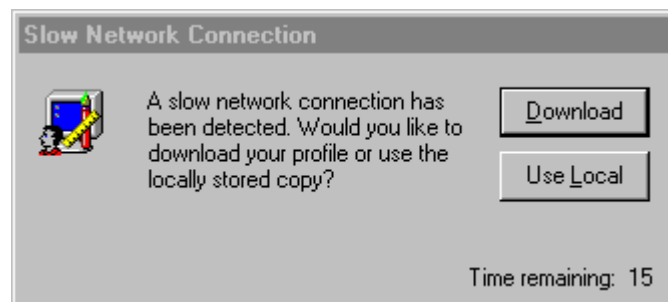 Slow Network Connection
A slow network connection has
been detected. Would you like to
download your profile or use the
locally stored copy?
Download
Use Local
Time remaining: 15